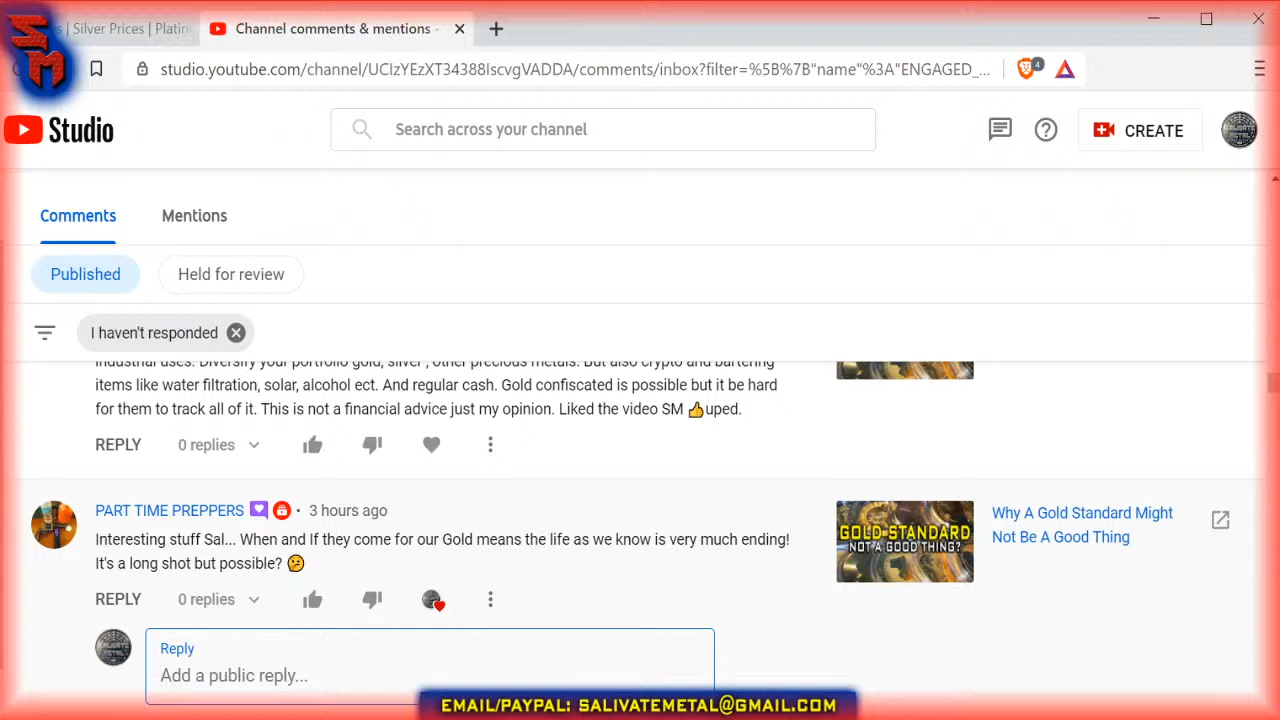 SM
s | Silver Prices | Platin
Channel comments & mentions -
studio.youtube.com/channel/UCIzYEzXT34388IscvgVADDA/comments/inbox?filter=%5B%7B"name"%3A"ENGAGED_...
4
Studio
Search across your channel
CREATE
Comments
Mentions
Published
Held for review
I haven't responded
industrial uses. Diversify your portfolio gold, silver , other precious metals. But also crypto and bartering
items like water filtration, solar, alcohol ect. And regular cash. Gold confiscated is possible but it be hard
for them to track all of it. This is not a financial advice just my opinion. Liked the video SM 👍uped.
REPLY 0 replies
PART TIME PREPPERS • 3 hours ago
Interesting stuff Sal... When and If they come for our Gold means the life as we know is very much ending!
It's a long shot but possible? 🤔
REPLY 0 replies
GOLD STANDARD
NOT A GOOD THING?
Why A Gold Standard Might
Not Be A Good Thing
Reply
Add a public reply...
EMAIL/PAYPAL: SALIVATEMETAL@GMAIL.COM